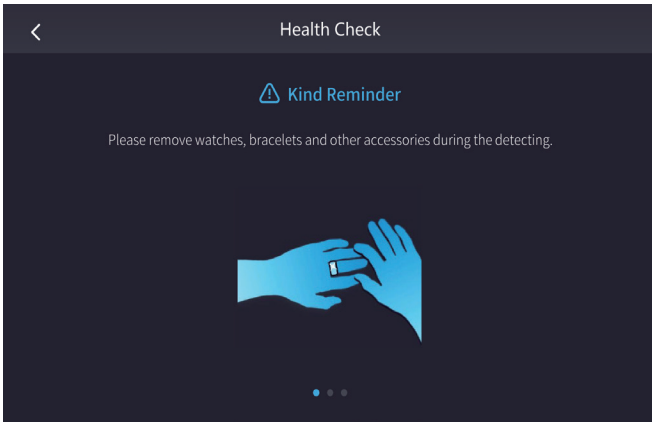 Health Check
Kind Reminder
Please remove watches, bracelets and other accessories during the detecting.